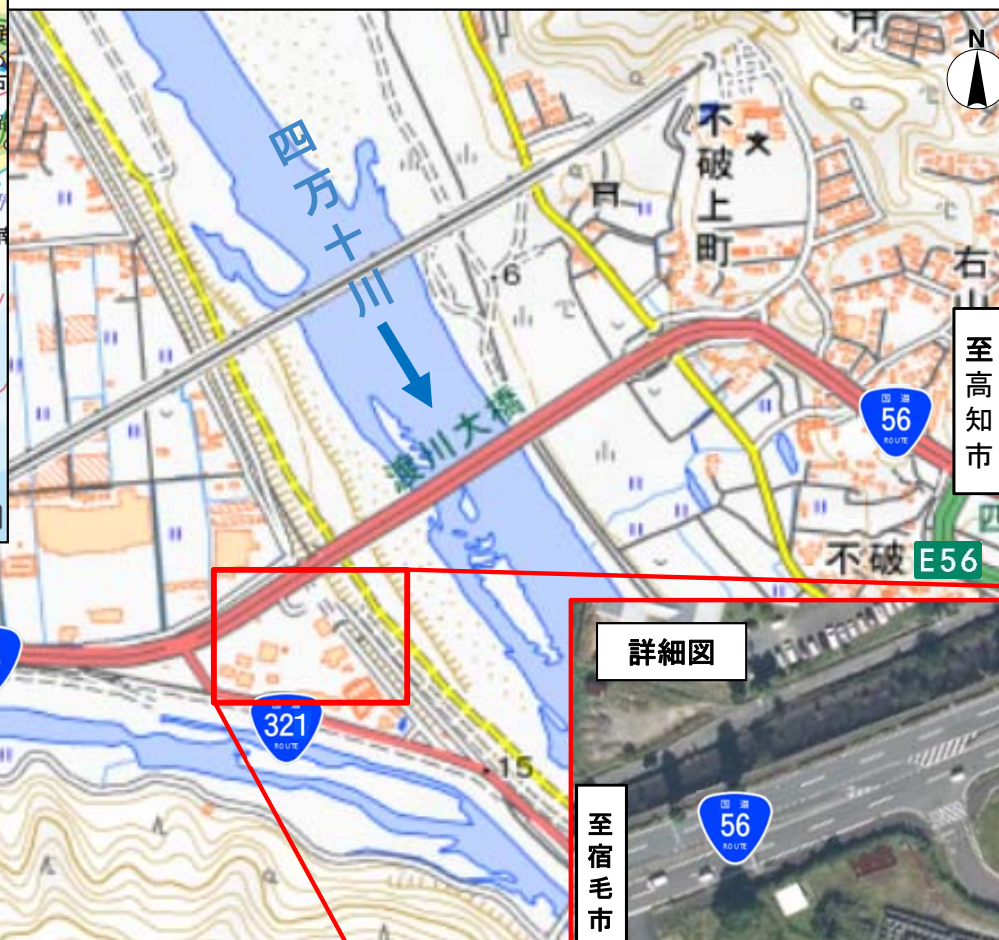 N
四万十川
不破上町
6
右山
至高知市
国道
56
ROUTE
渡川大橋
不破
E56
四
詳細図
321
ROUTE
15
至宿毛市
国道
56
ROUTE